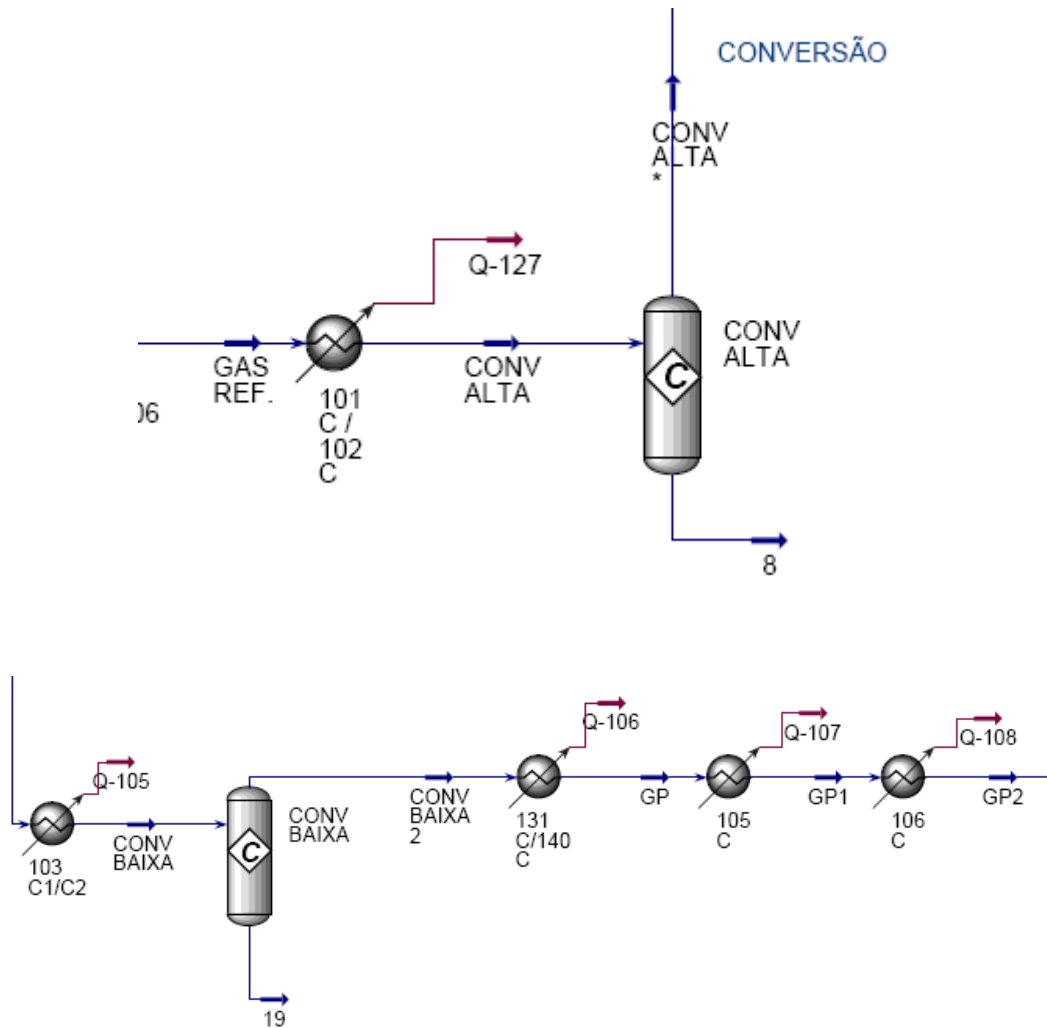 CONVERSÃO
CONV
ALTA
*
Q-127
GAS
REF.
CONV
ALTA
CONV
ALTA
101
C /
102
C
06
8
Q-105
CONV
BAIXA
103
C1/C2
CONV
BAIXA
19
CONV
BAIXA
2
Q-106
131
C/140
C
GP
Q-107
105
C
GP1
Q-108
106
C
GP2